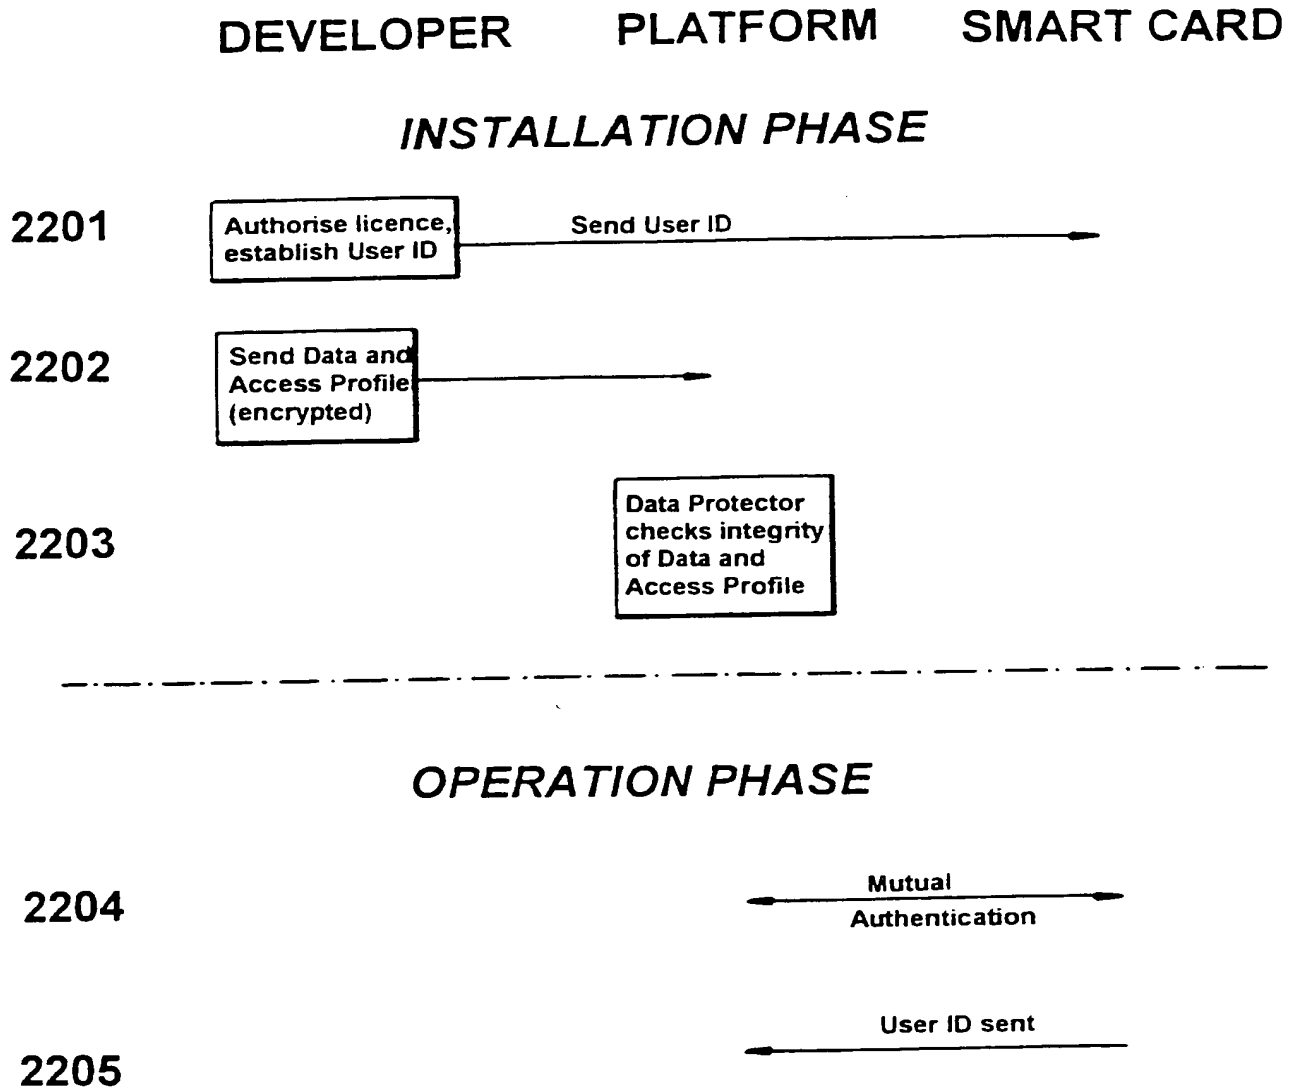 DEVELOPER PLATFORM SMART CARD
INSTALLATION PHASE
2201
Authorise licence,
establish User ID
Send User ID
2202
Send Data and
Access Profile
(encrypted)
2203
Data Protector
checks integrity
of Data and
Access Profile
OPERATION PHASE
2204
Mutual
Authentication
User ID sent
2205